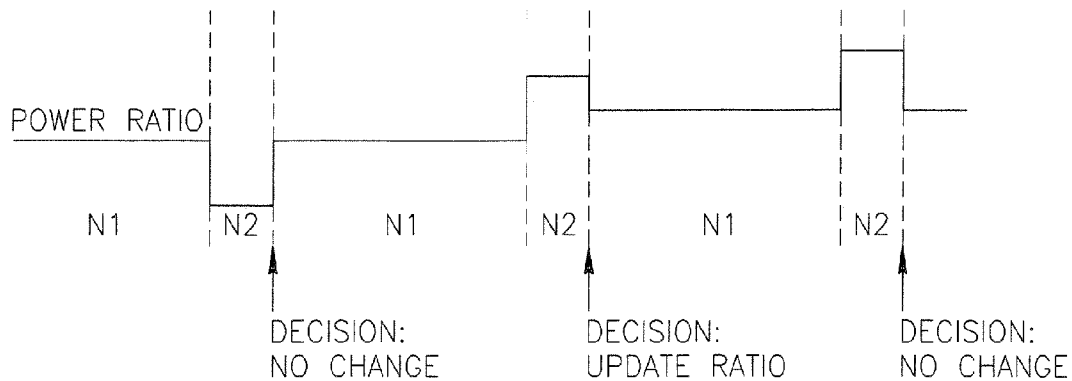 POWER RATIO
N1 N2 N1 N2 N1 N2
DECISION: DECISION: DECISION:
NO CHANGE UPDATE RATIO NO CHANGE